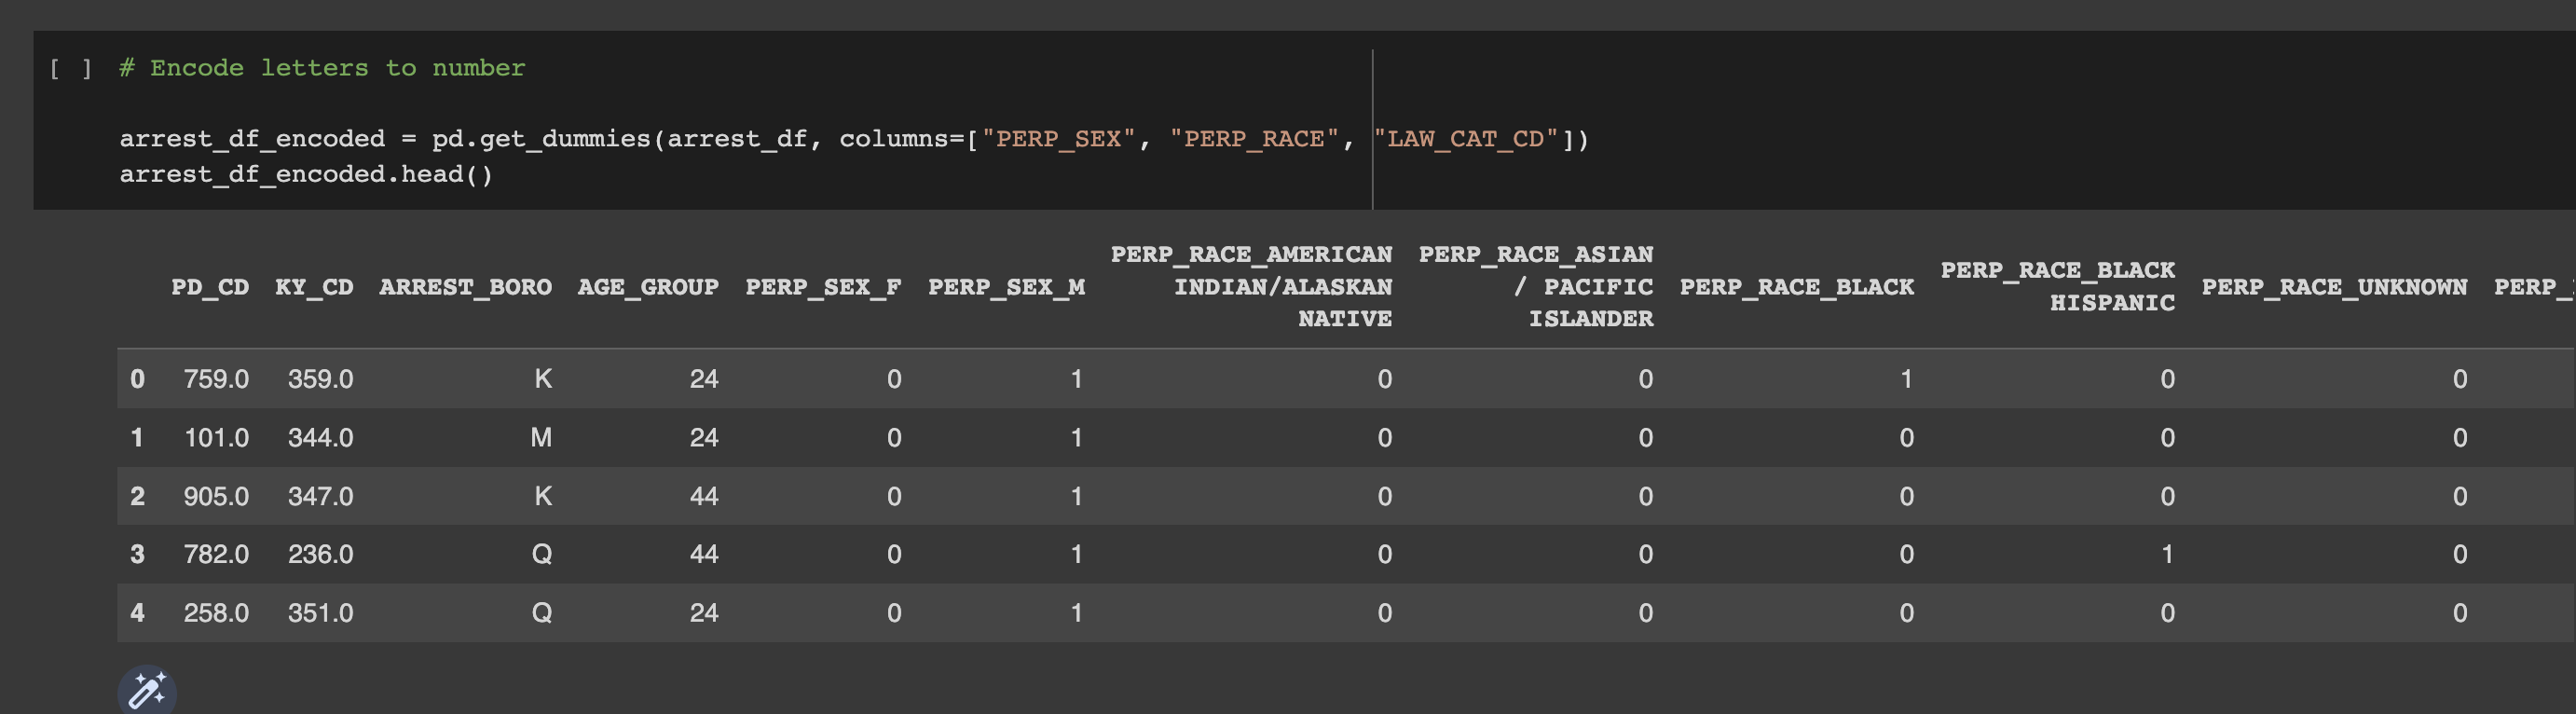 [ ] # Encode letters to number
arrest_df_encoded = pd.get_dummies(arrest_df, columns=["PERP_SEX", "PERP_RACE", "LAW_CAT_CD"])
arrest_df_encoded.head()
PD_CD KY_CD ARREST_BORO AGE_GROUP PERP_SEX_F PERP_SEX_M PERP_RACE_AMERICAN INDIAN/ALASKAN NATIVE PERP_RACE_ASIAN / PACIFIC ISLANDER PERP_RACE_BLACK PERP_RACE_BLACK HISPANIC PERP_RACE_UNKNOWN PERP_
0 759.0 359.0 K 24 0 1 0 0 1 0 0
1 101.0 344.0 M 24 0 1 0 0 0 0 0
2 905.0 347.0 K 44 0 1 0 0 0 0 0
3 782.0 236.0 Q 44 0 1 0 0 0 1 0
4 258.0 351.0 Q 24 0 1 0 0 0 0 0